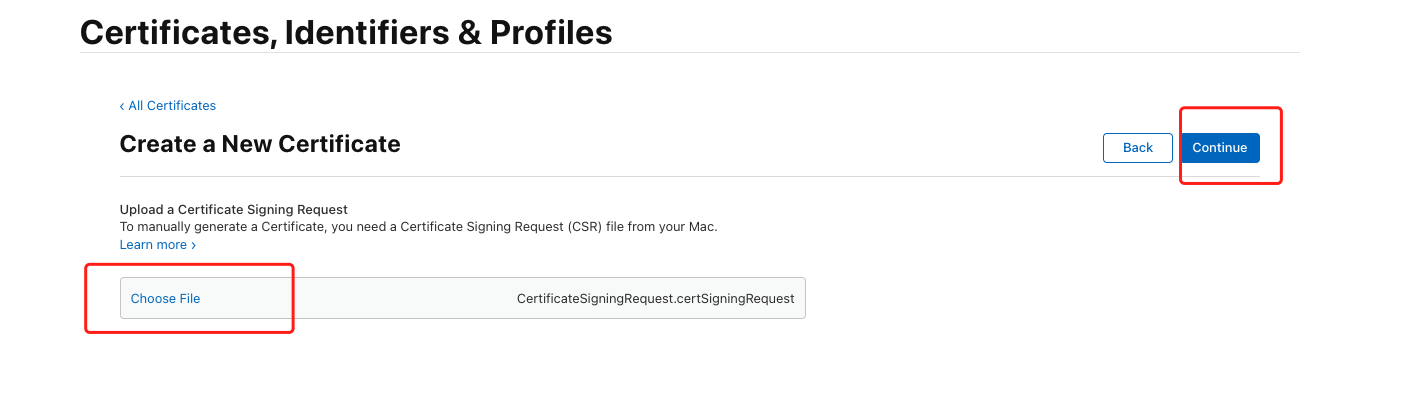 Certificates, Identifiers & Profiles
‹ All Certificates
Create a New Certificate
Back
Continue
Upload a Certificate Signing Request
To manually generate a Certificate, you need a Certificate Signing Request (CSR) file from your Mac.
Learn more ›
Choose File
CertificateSigningRequest.certSigningRequest